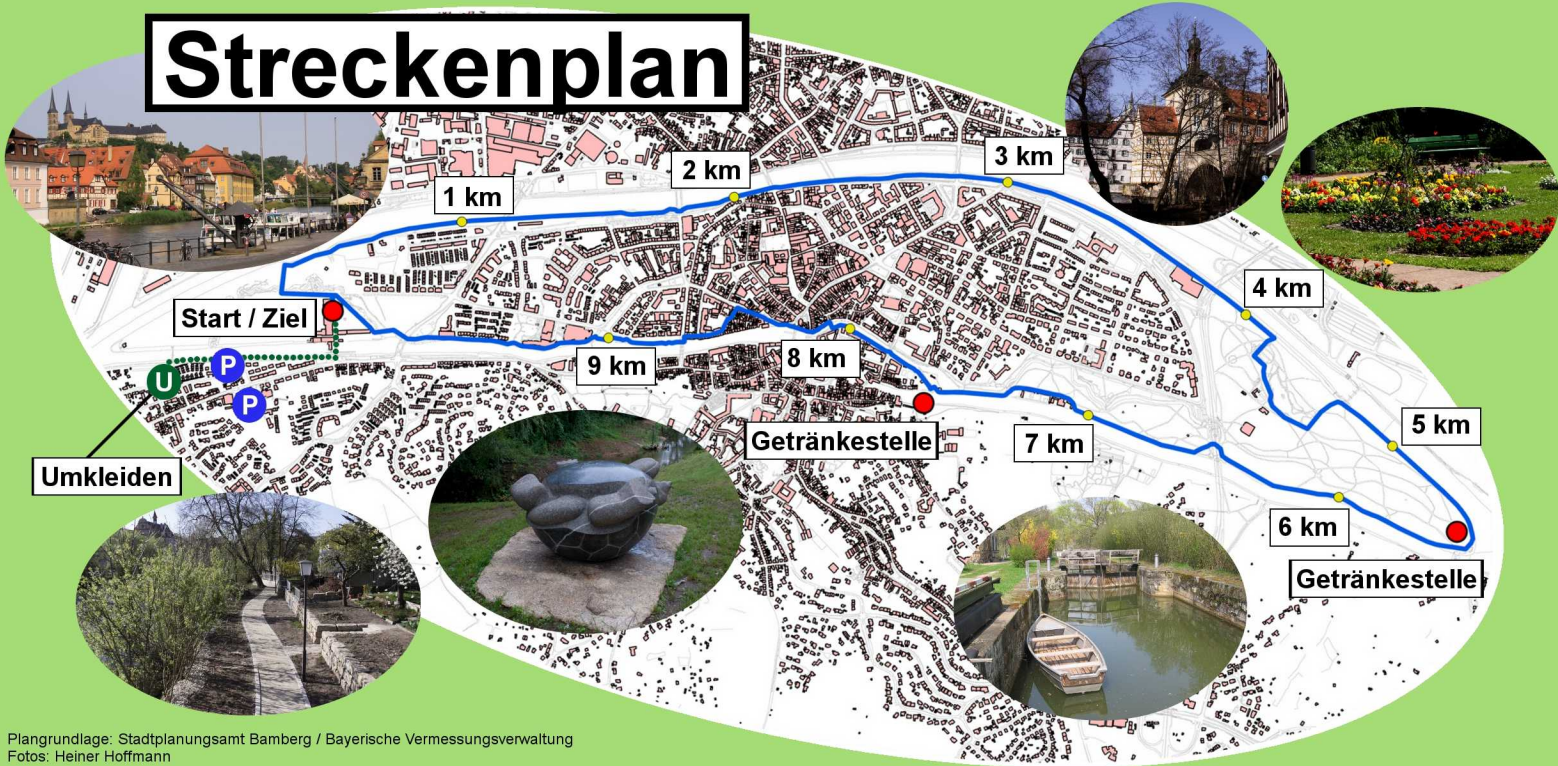 Streckenplan
1 km
2 km
3 km
4 km
5 km
6 km
7 km
8 km
9 km
Start / Ziel
P
P
U
Umkleiden
Getränkestelle
Getränkestelle
Plangrundlage: Stadtplanungsamt Bamberg / Bayerische Vermessungsverwaltung
Fotos: Heiner Hoffmann